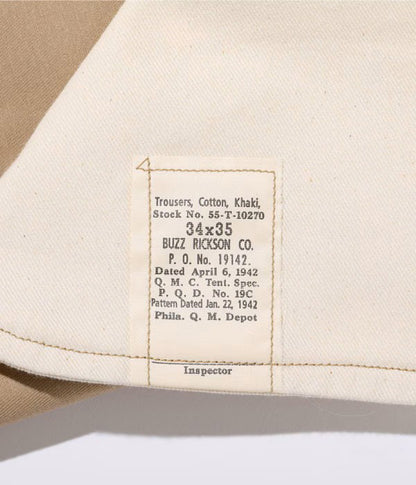 Trousers, Cotton, Khaki,
Stock No. 55-T-10270
34x35
BUZZ RICKSON CO.
P. O. No. 19142.
Dated April 6, 1942
Q. M. C. Tent. Spec.
P. Q. D. No. 19C
Pattern Dated Jan. 22, 1942
Phila. Q. M. Depot
Inspector